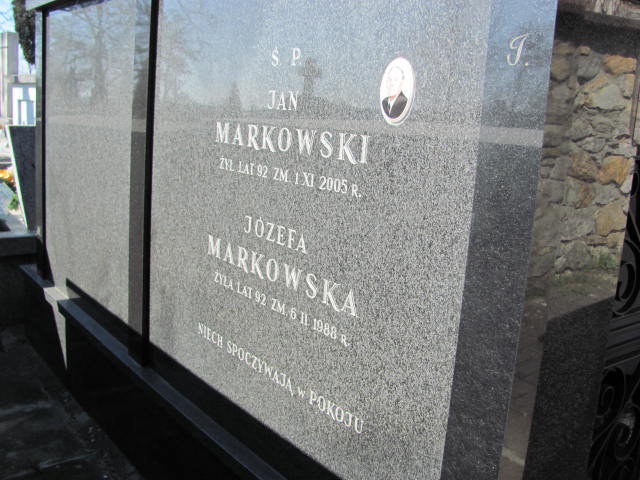 Ś P.
JAN
MARKOWSKI
ŻYŁ LAT 92 ZM. 1 XI 2005 R.
JÓZEFA
MARKOWSKA
ŻYŁA LAT 92 ZM. 6 II 1988 R.
NIECH SPOCZYWAJĄ W POKOJU
J.